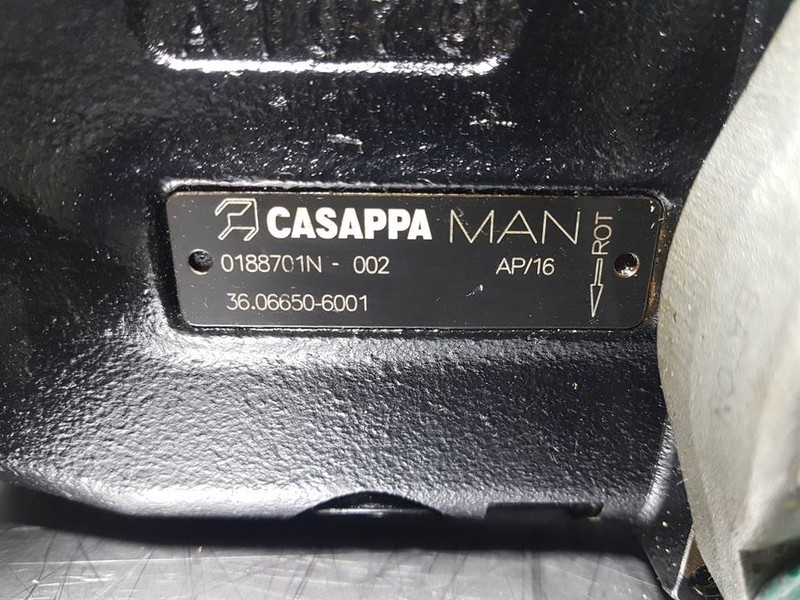 CASAPPA MAN
0188701N - 002 AP/16
36.06650-6001
ROT